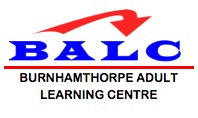 BALC
BURNHAMTHORPE ADULT
LEARNING CENTRE